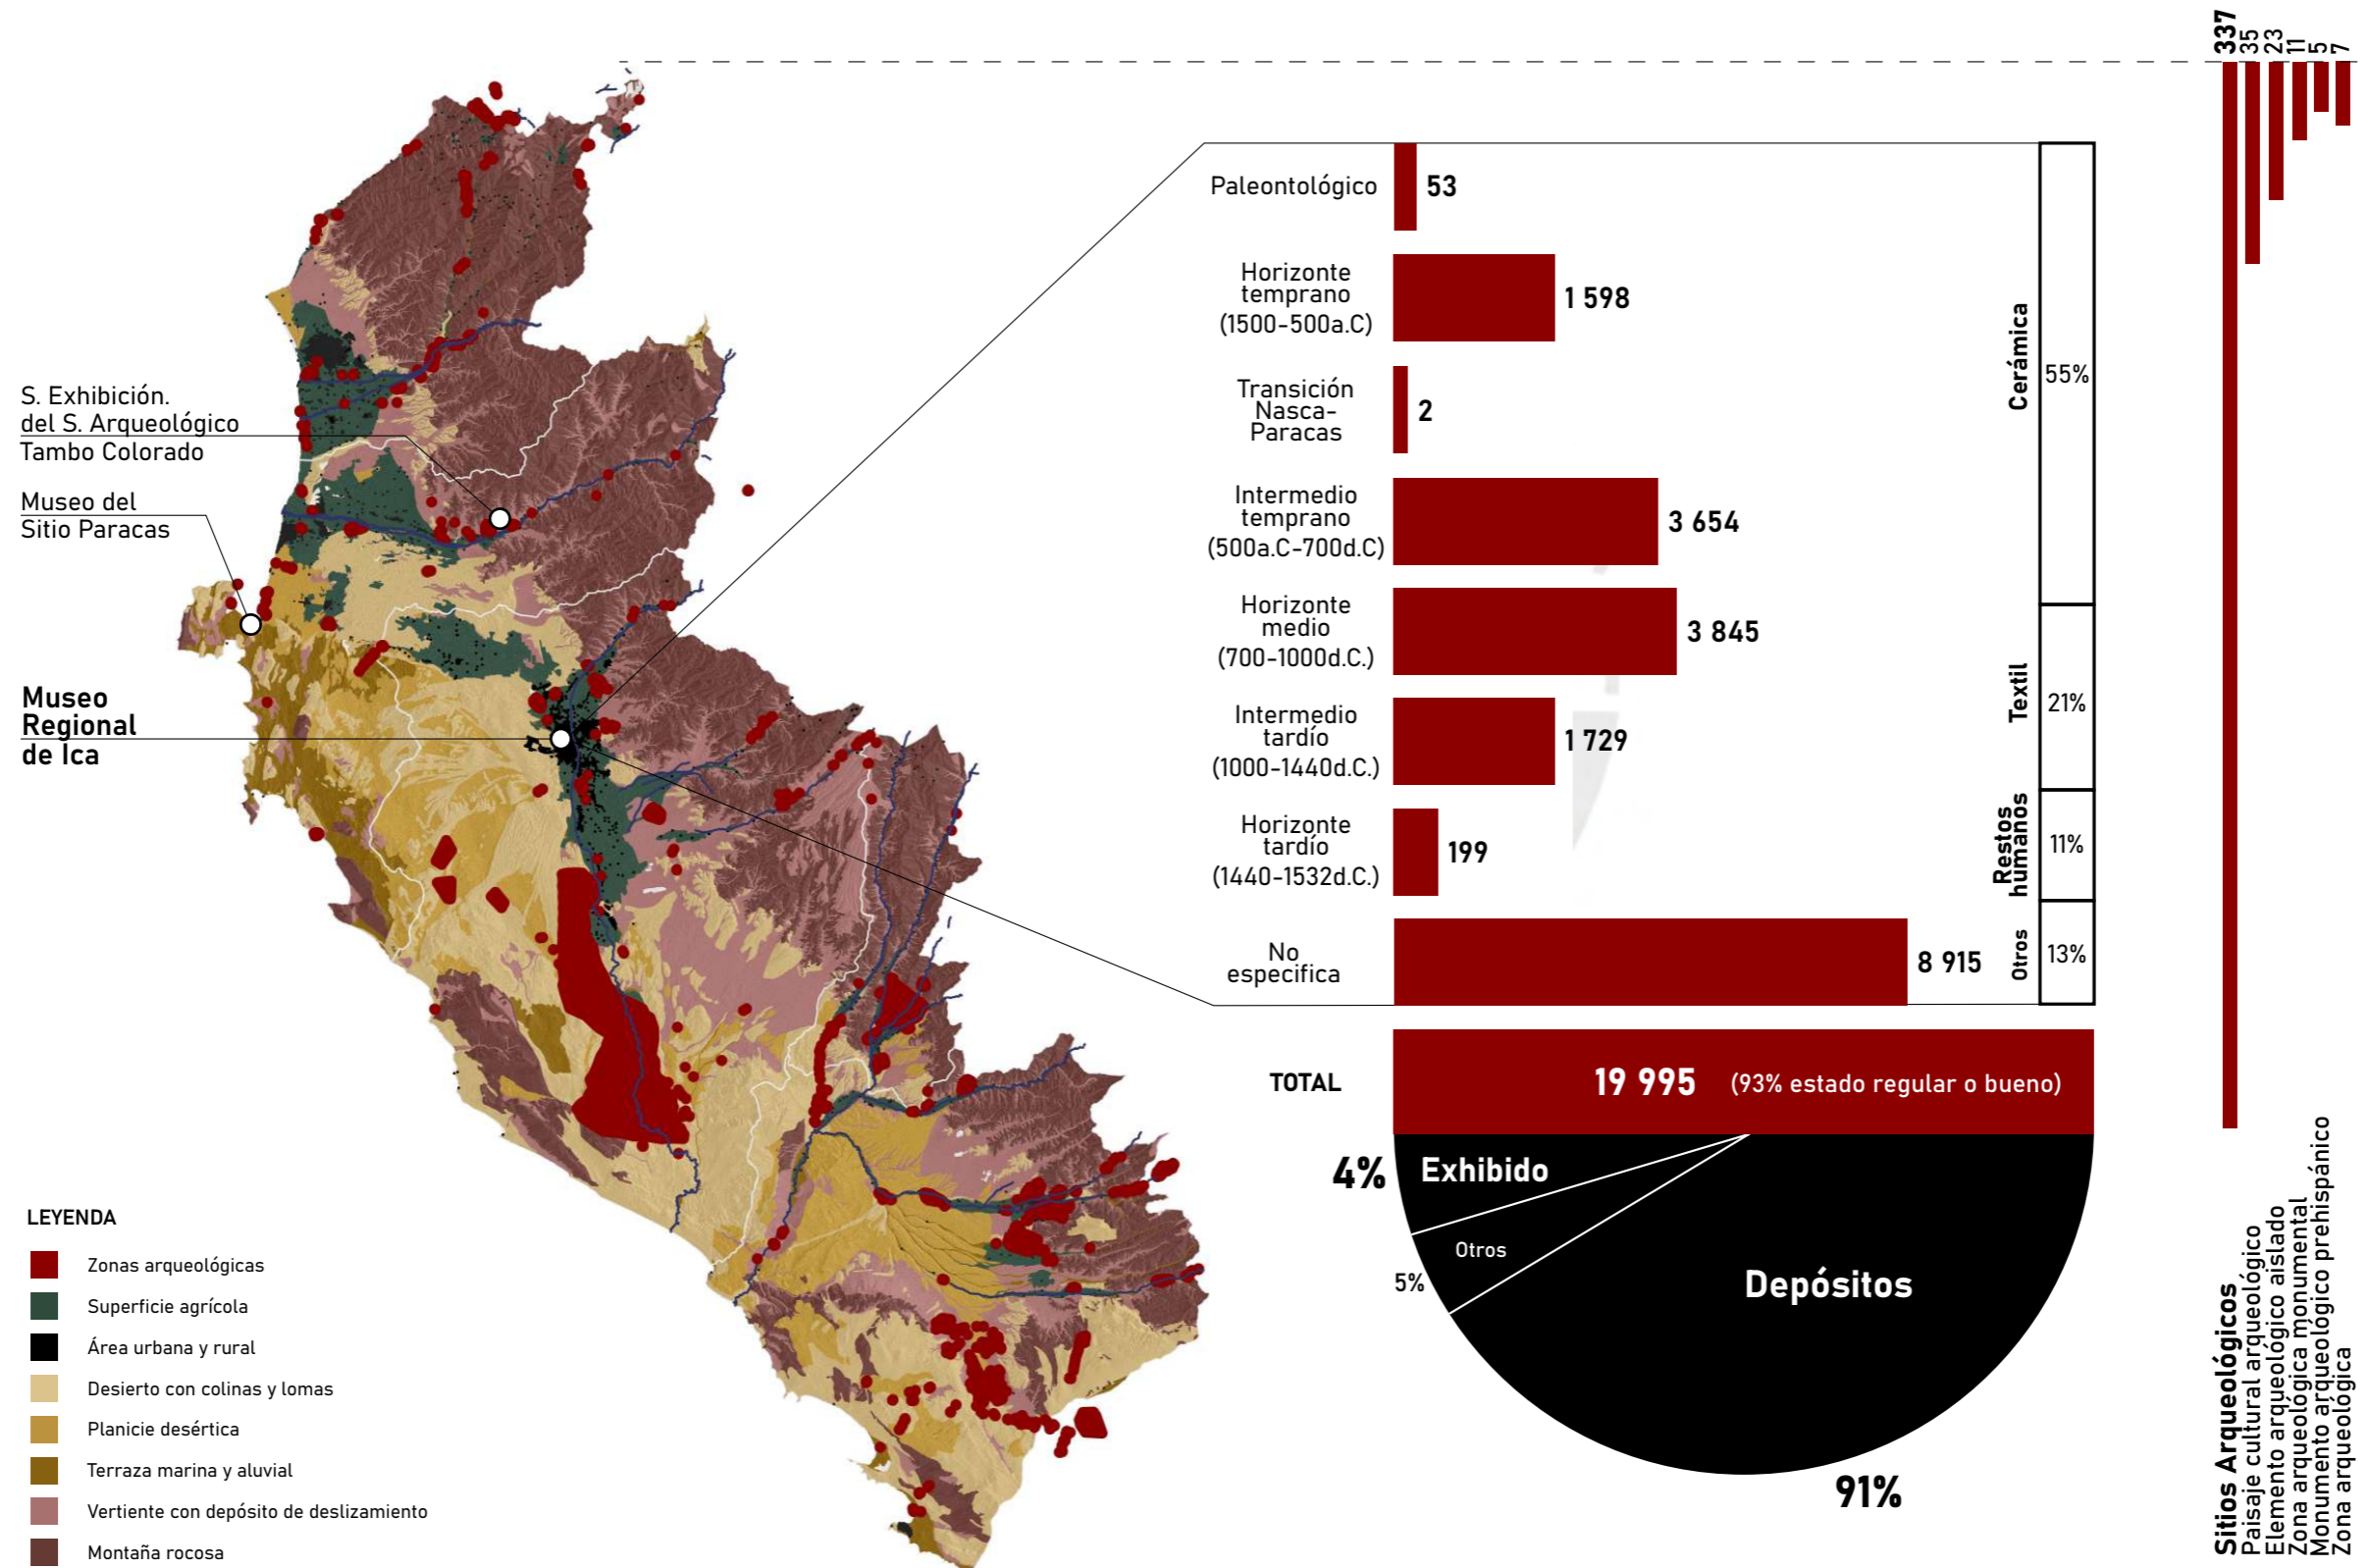 S. Exhibición.
del S. Arqueológico
Tambo Colorado
Museo del
Sitio Paracas
Museo
Regional
de Ica
LEYENDA
Zonas arqueológicas
Superficie agrícola
Área urbana y rural
Desierto con colinas y lomas
Planicie desértica
Terraza marina y aluvial
Vertiente con depósito de deslizamiento
Montaña rocosa
Paleontológico
53
Horizonte
temprano
(1500-500a.C)
1 598
Transición
Nasca-
Paracas
2
Intermedio
temprano
(500a.C-700d.C)
3 654
Horizonte
medio
(700-1000d.C.)
3 845
Intermedio
tardío
(1000-1440d.C.)
1 729
Horizonte
tardío
(1440-1532d.C.)
199
No
especifica
8 915
Cerámica
55%
Textil
21%
Restos
humanos
11%
Otros
13%
TOTAL
19 995 (93% estado regular o bueno)
4%
Exhibido
Otros
5%
Depósitos
91%
337
35
23
11
5
7
Sitios Arqueológicos
Paisaje cultural arqueológico
Elemento arqueológico aislado
Zona arqueológica monumental
Monumento arqueológico prehispánico
Zona arqueológica